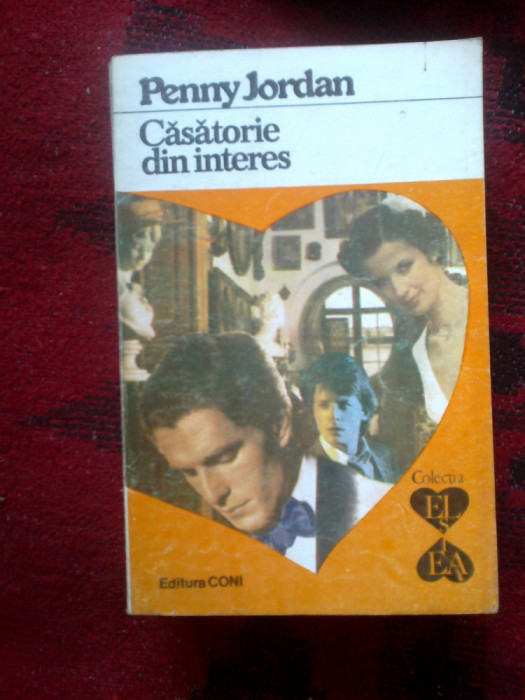 Penny Jordan
Căsătorie
din interes
Colecția
EL
ȘI
EA
Editura CONI